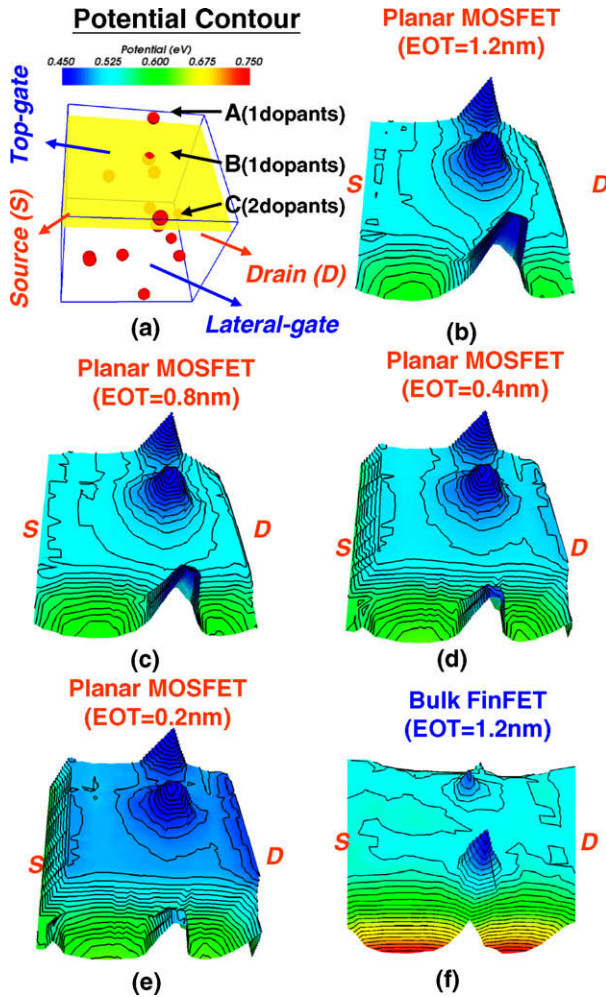 Potential Contour
Potential (eV)
0.450 0.525 0.600 0.675 0.750
Top-gate
Source (S)
A(1dopants)
B(1dopants)
C(2dopants)
Drain (D)
Lateral-gate
(a)
Planar MOSFET
(EOT=1.2nm)
S
D
(b)
Planar MOSFET
(EOT=0.8nm)
S
D
(c)
Planar MOSFET
(EOT=0.4nm)
S
D
(d)
Planar MOSFET
(EOT=0.2nm)
S
D
(e)
Bulk FinFET
(EOT=1.2nm)
S
D
(f)